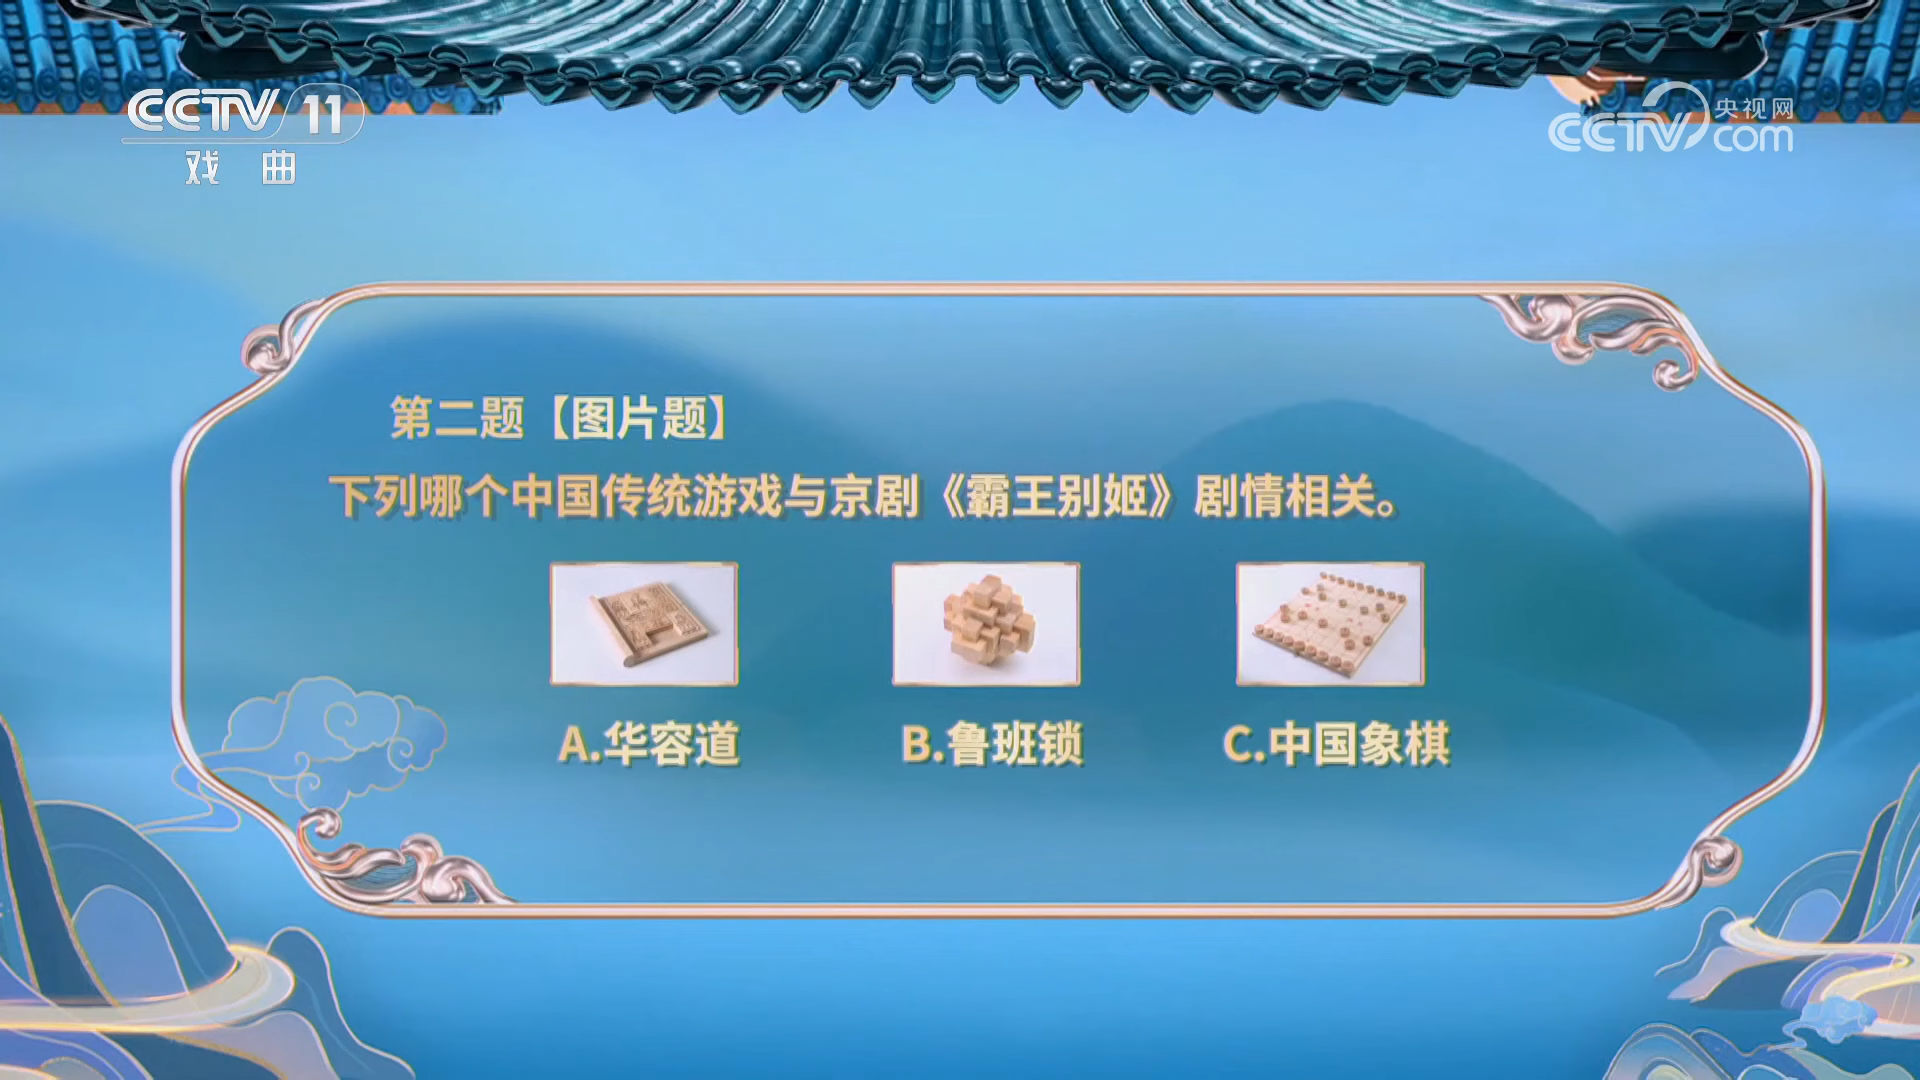 CCTV 11
戏曲
央视网
CCTV com
第二题【图片题】
下列哪个中国传统游戏与京剧《霸王别姬》剧情相关。
A.华容道
B.鲁班锁
C.中国象棋